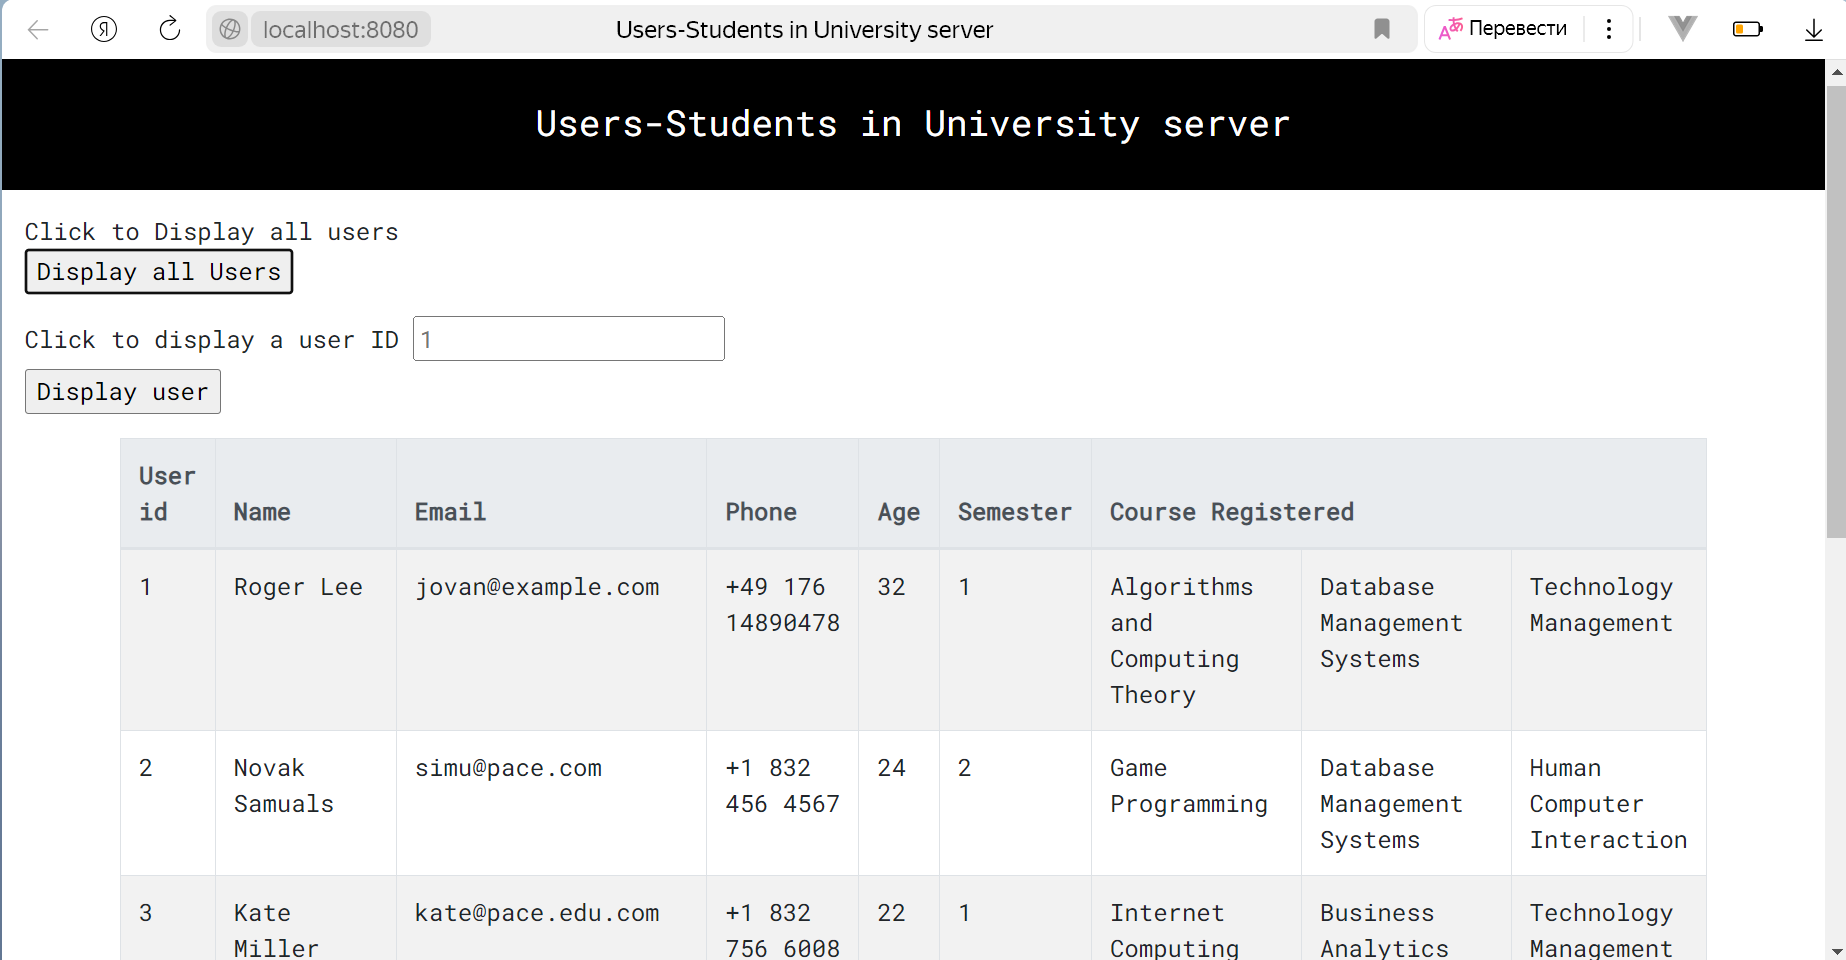 Я localhost:8080 Users-Students in University server Перевести
Users-Students in University server
Click to Display all users
Display all Users
Click to display a user ID 1
Display user
User id Name Email Phone Age Semester Course Registered
1 Roger Lee jovan@example.com +49 176 14890478 32 1 Algorithms and Computing Theory Database Management Systems Technology Management
2 Novak Samuals simu@pace.com +1 832 456 4567 24 2 Game Programming Database Management Systems Human Computer Interaction
3 Kate Miller kate@pace.edu.com +1 832 756 6008 22 1 Internet Computing Business Analytics Technology Management